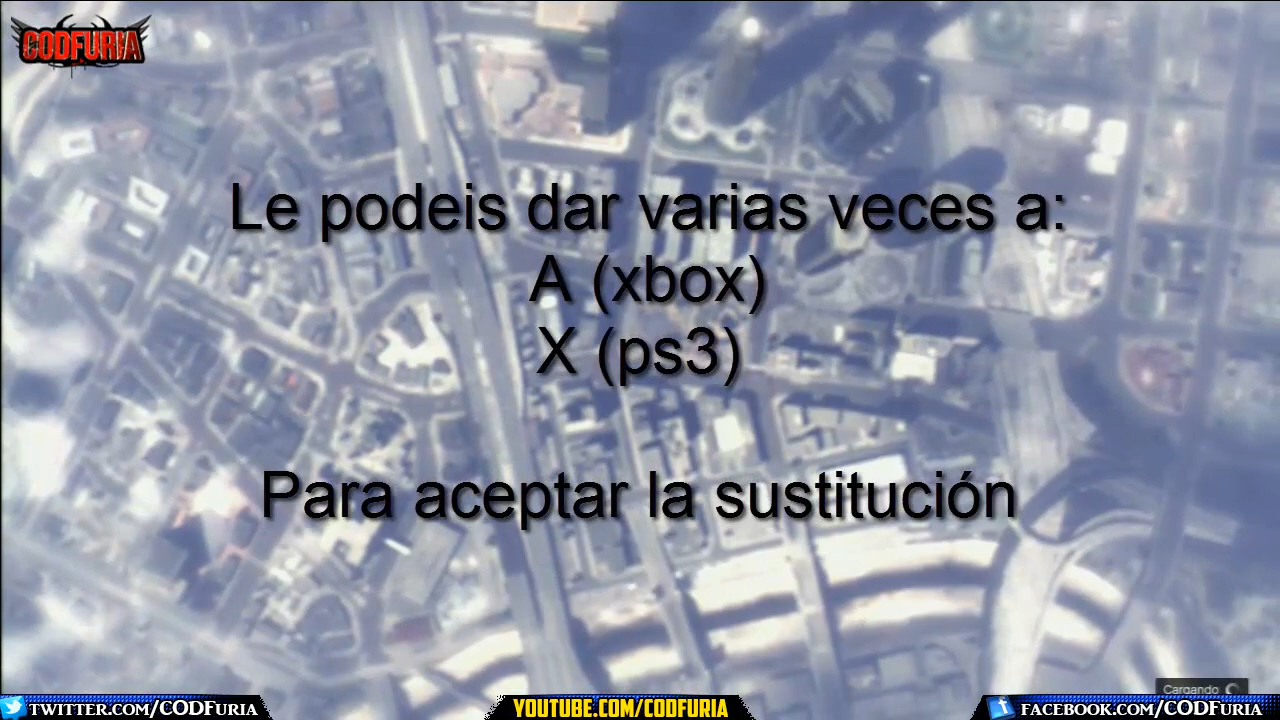 CODFURIA
Le podeis dar varias veces a:
A (xbox)
X (ps3)
Para aceptar la sustitución
Cargando
TWITTER.COM/CODFURIA
YOUTUBE.COM/CODFURIA
FACEBOOK.COM/CODFURIA